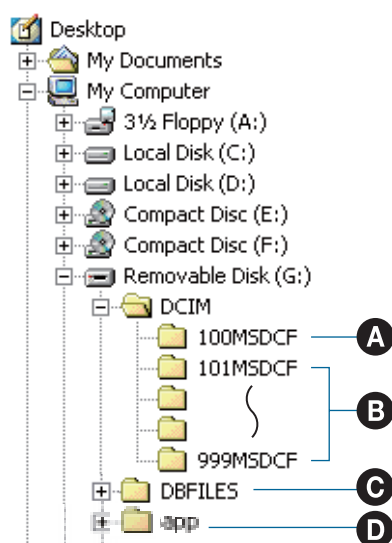 Desktop
My Documents
My Computer
3½ Floppy (A:)
Local Disk (C:)
Local Disk (D:)
Compact Disc (E:)
Compact Disc (F:)
Removable Disk (G:)
DCIM
100MSDCF A
101MSDCF
B
999MSDCF
DBFILES C
app D